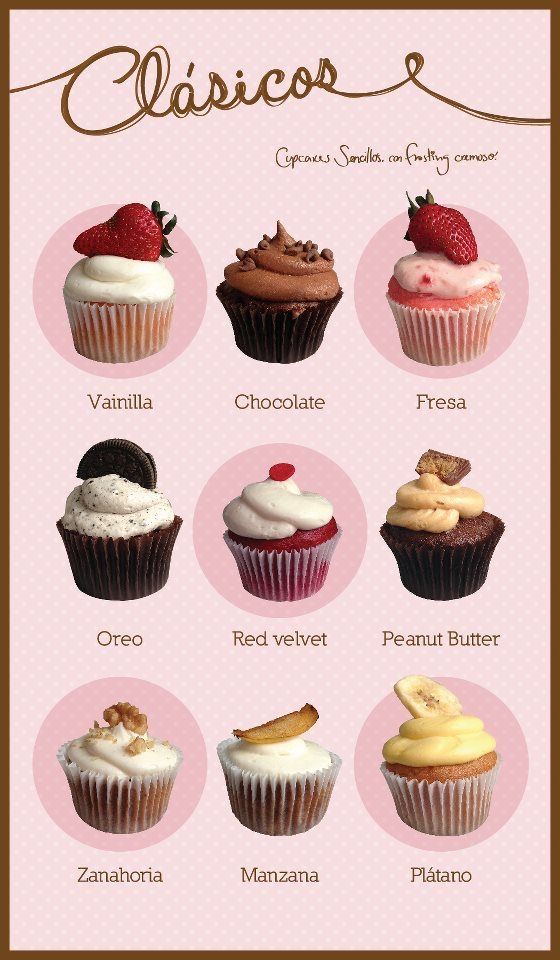 Clásicos
Cupcakes Sencillos. con frosting cremoso.
Vainilla
Chocolate
Fresa
Oreo
Red velvet
Peanut Butter
Zanahoria
Manzana
Plátano